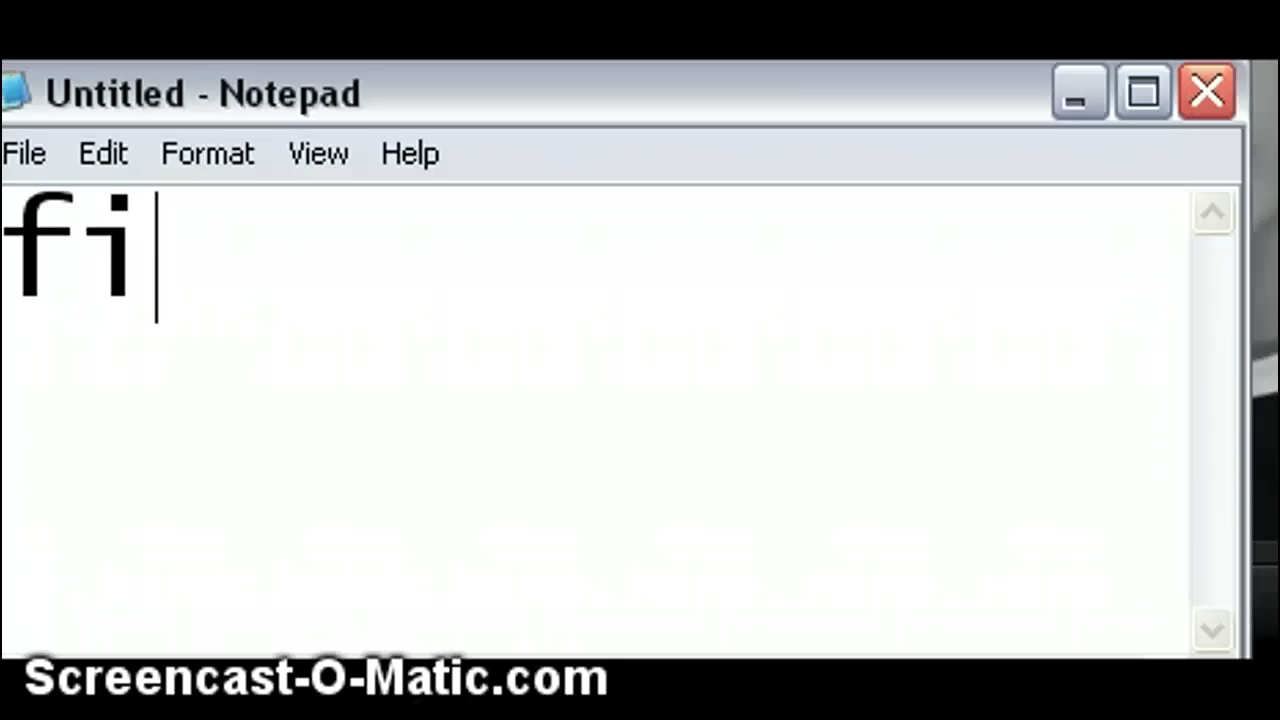 Untitled - Notepad
File Edit Format View Help
fi
Screencast-O-Matic.com